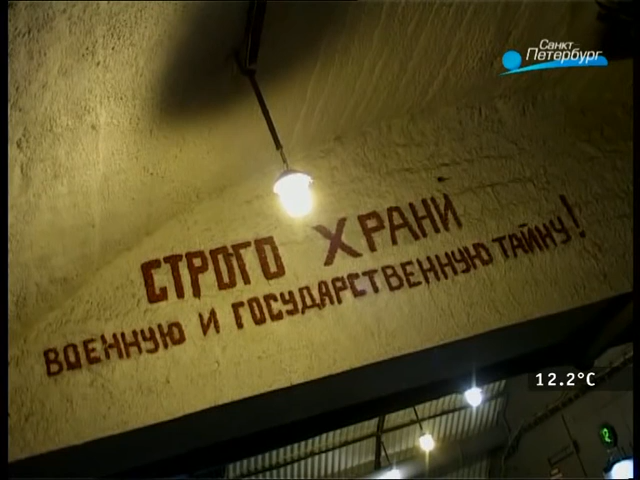 Санкт
Петербург
СТРОГО ХРАНИ
ВОЕННУЮ И ГОСУДАРСТВЕННУЮ ТАЙНУ!
12.2°C
2